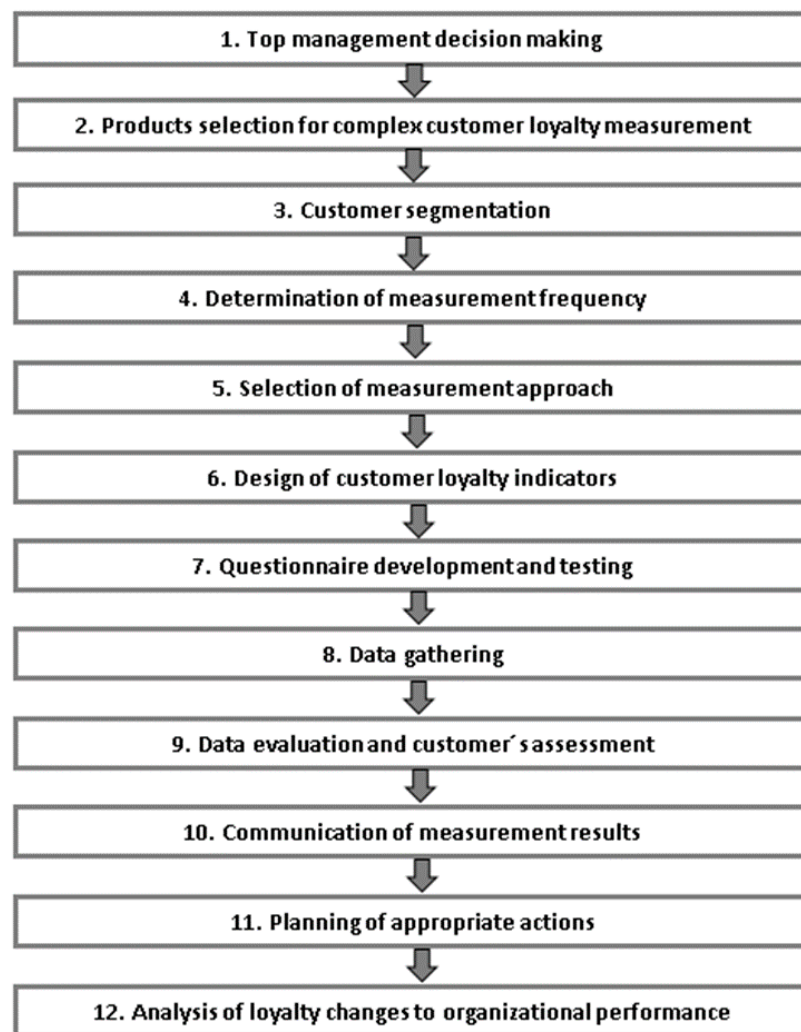 1. Top management decision making
2. Products selection for complex customer loyalty measurement
3. Customer segmentation
4. Determination of measurement frequency
5. Selection of measurement approach
6. Design of customer loyalty indicators
7. Questionnaire development and testing
8. Data gathering
9. Data evaluation and customer´s assessment
10. Communication of measurement results
11. Planning of appropriate actions
12. Analysis of loyalty changes to organizational performance